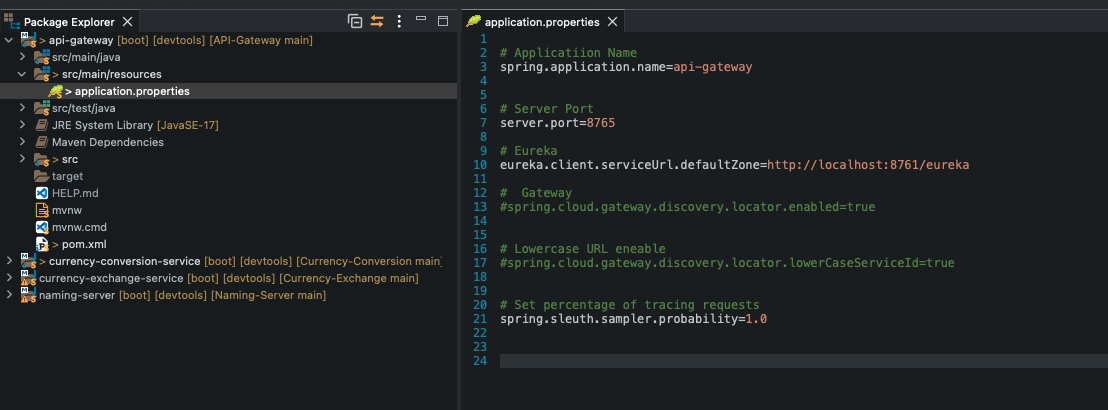 Package Explorer
> api-gateway [boot] [devtools] [API-Gateway main]
src/main/java
> src/main/resources
> application.properties
src/test/java
JRE System Library [JavaSE-17]
Maven Dependencies
> src
target
HELP.md
mvnw
mvnw.cmd
> pom.xml
> currency-conversion-service [boot] [devtools] [Currency-Conversion main]
currency-exchange-service [boot] [devtools] [Currency-Exchange main]
naming-server [boot] [devtools] [Naming-Server main]
application.properties
1
2 # Applicatiion Name
3 spring.application.name=api-gateway
4
5
6 # Server Port
7 server.port=8765
8
9 # Eureka
10 eureka.client.serviceUrl.defaultZone=http://localhost:8761/eureka
11
12 #  Gateway
13 #spring.cloud.gateway.discovery.locator.enabled=true
14
15
16 # Lowercase URL eneable
17 #spring.cloud.gateway.discovery.locator.lowerCaseServiceId=true
18
19
20 # Set percentage of tracing requests
21 spring.sleuth.sampler.probability=1.0
22
23
24